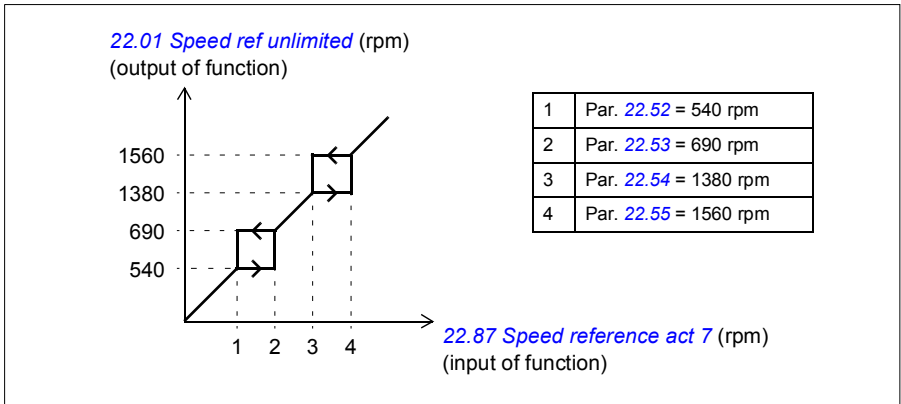 22.01 Speed ref unlimited (rpm)
(output of function)
1560
1380
690
540
1 2 3 4
22.87 Speed reference act 7 (rpm)
(input of function)
1 Par. 22.52 = 540 rpm
2 Par. 22.53 = 690 rpm
3 Par. 22.54 = 1380 rpm
4 Par. 22.55 = 1560 rpm